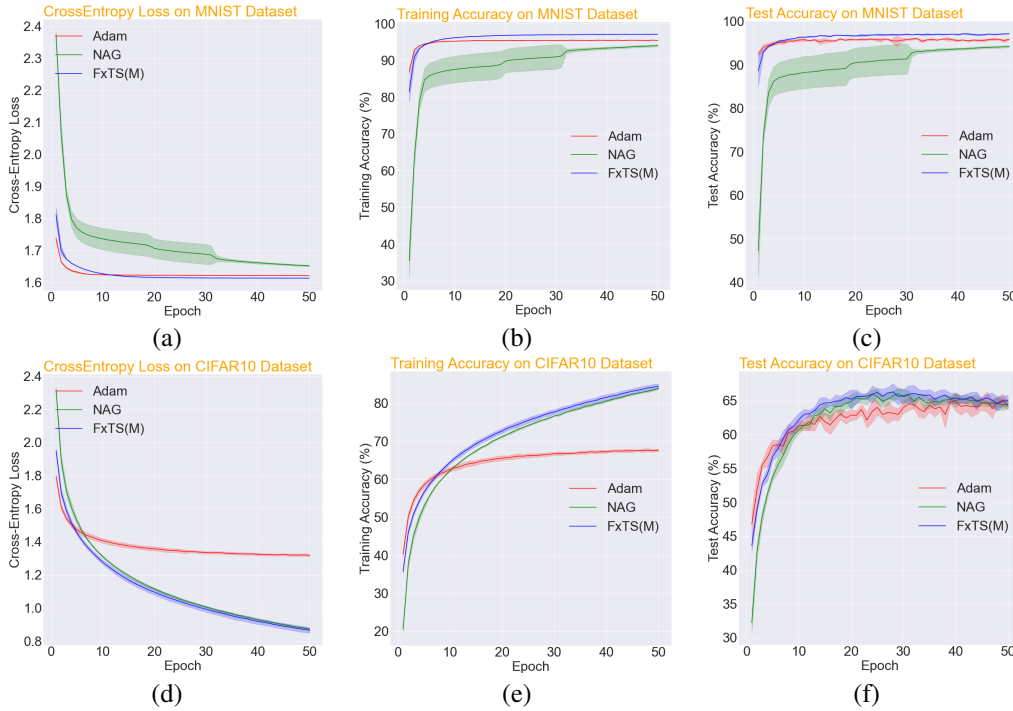 CrossEntropy Loss on MNIST Dataset
Cross-Entropy Loss
2.4
2.3
2.2
2.1
2.0
1.9
1.8
1.7
1.6
Adam
NAG
FxTS(M)
0 10 20 30 40 50
Epoch
(a)
Training Accuracy on MNIST Dataset
Training Accuracy (%)
100
90
80
70
60
50
40
30
Adam
NAG
FxTS(M)
0 10 20 30 40 50
Epoch
(b)
Test Accuracy on MNIST Dataset
Test Accuracy (%)
100
90
80
70
60
50
40
Adam
NAG
FxTS(M)
0 10 20 30 40 50
Epoch
(c)
CrossEntropy Loss on CIFAR10 Dataset
Cross-Entropy Loss
2.4
2.2
2.0
1.8
1.6
1.4
1.2
1.0
0.8
Adam
NAG
FxTS(M)
0 10 20 30 40 50
Epoch
(d)
Training Accuracy on CIFAR10 Dataset
Training Accuracy (%)
80
70
60
50
40
30
20
Adam
NAG
FxTS(M)
0 10 20 30 40 50
Epoch
(e)
Test Accuracy on CIFAR10 Dataset
Test Accuracy (%)
65
60
55
50
45
40
35
30
Adam
NAG
FxTS(M)
0 10 20 30 40 50
Epoch
(f)